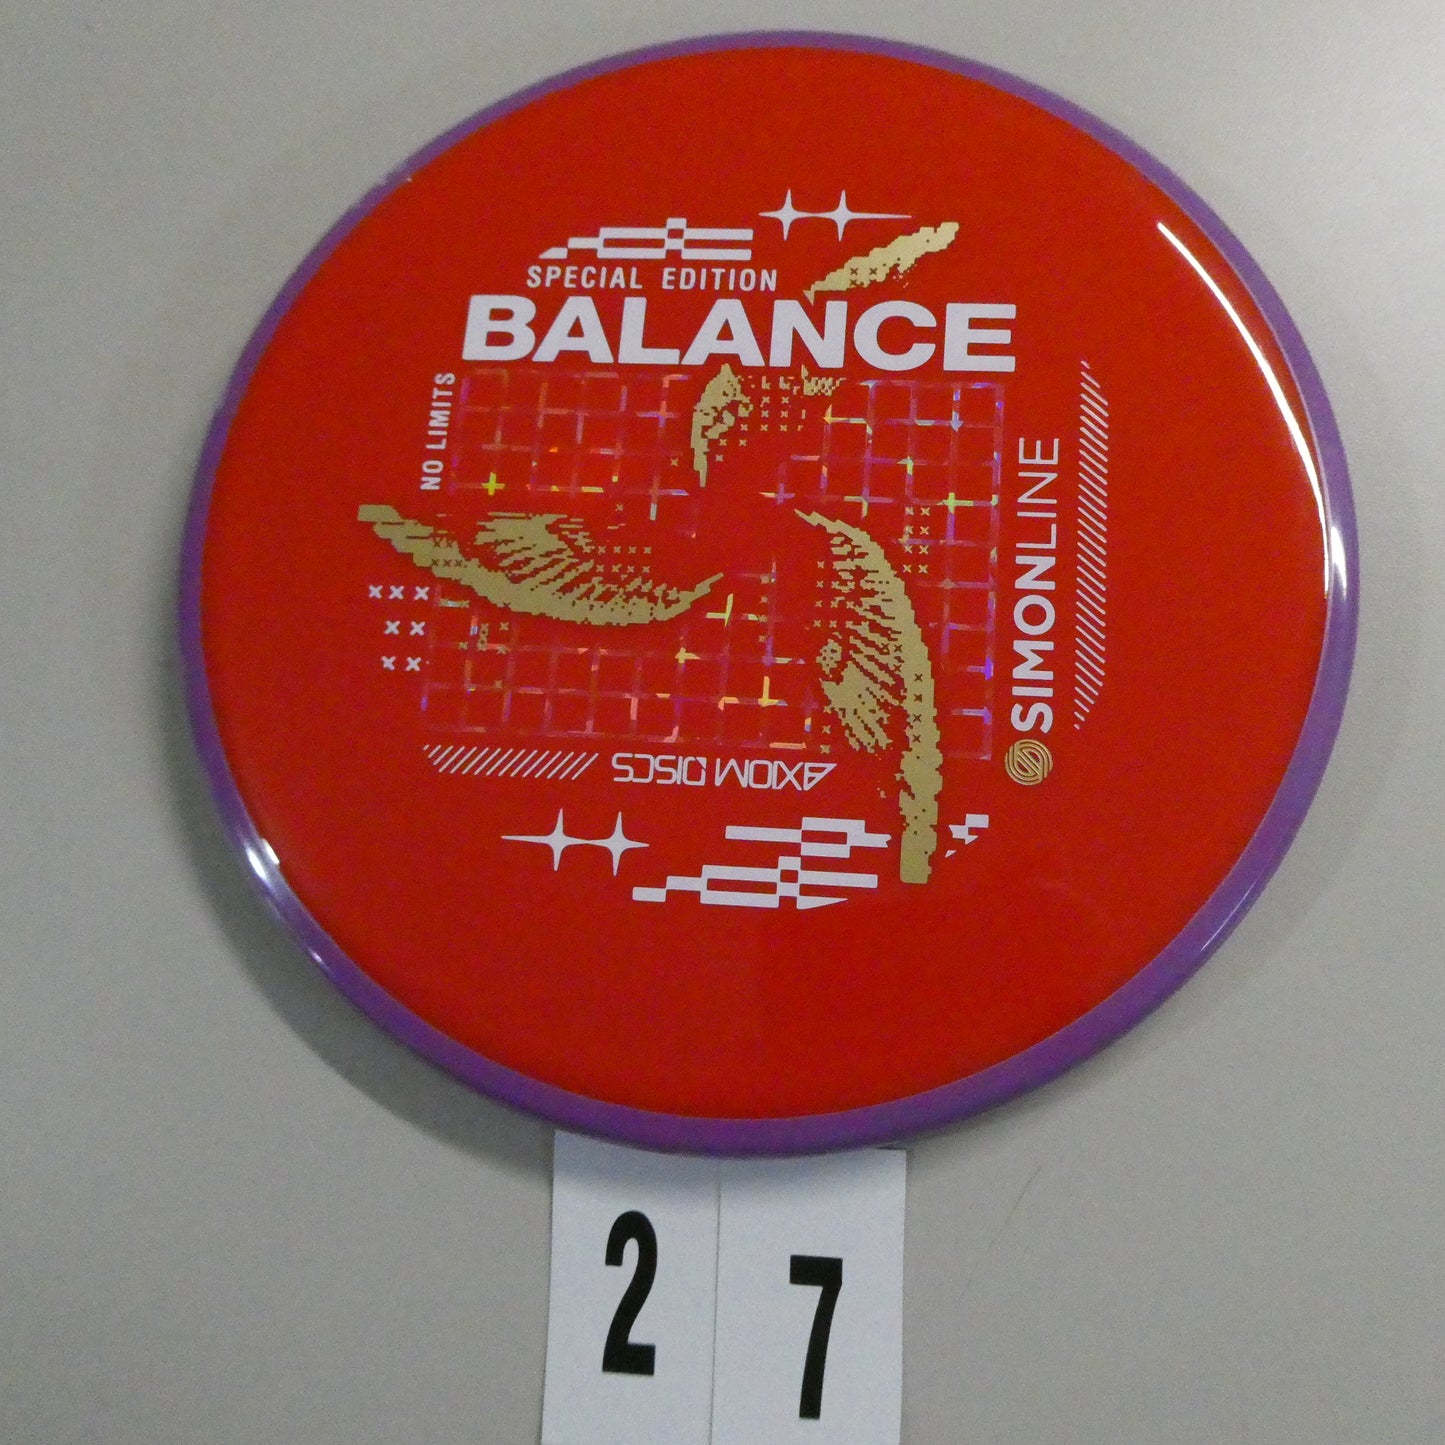 SPECIAL EDITION
BALANCE
NO LIMITS
SIMONLINE
AXIOM DISCS
2 7